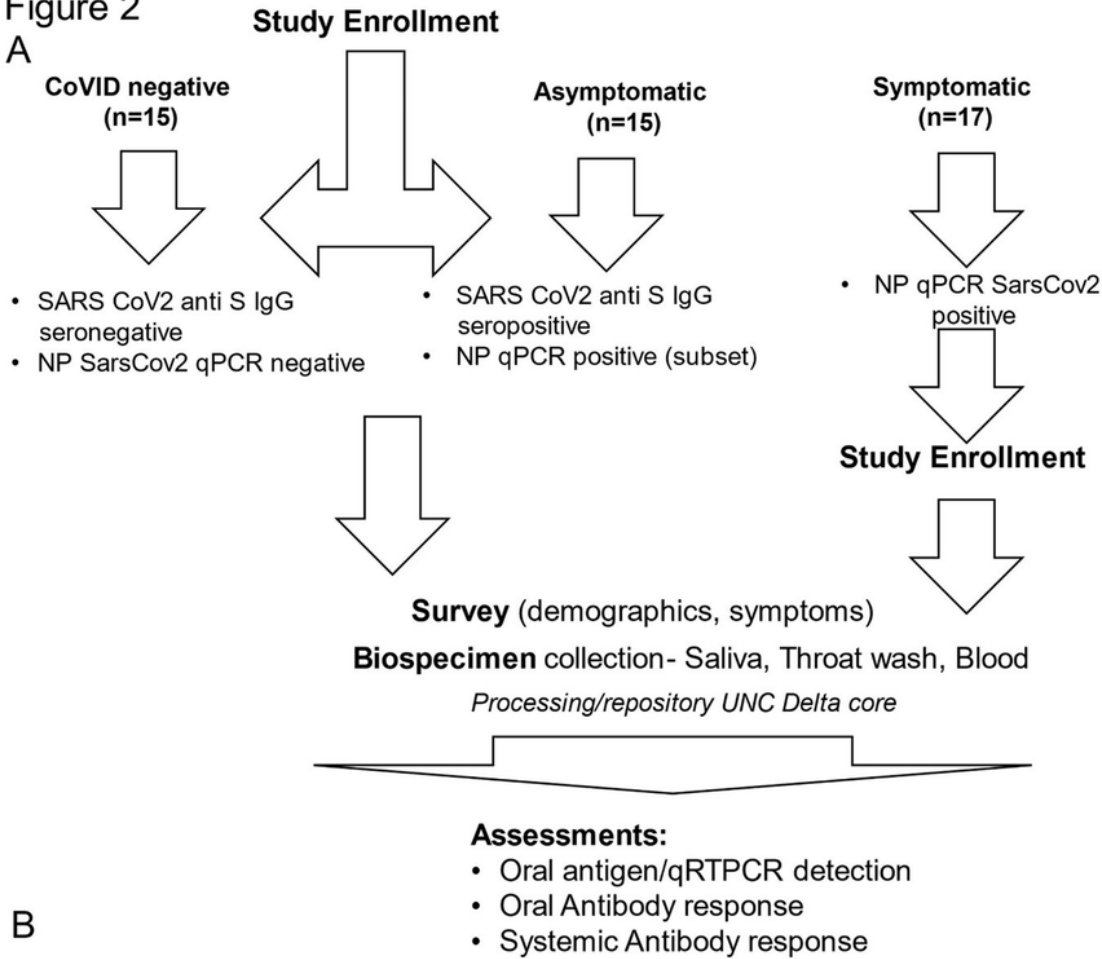 Figure 2
A
Study Enrollment
CoVID negative
(n=15)
Asymptomatic
(n=15)
Symptomatic
(n=17)
• SARS CoV2 anti S IgG
seronegative
• NP SarsCov2 qPCR negative
• SARS CoV2 anti S IgG
seropositive
• NP qPCR positive (subset)
• NP qPCR SarsCov2
positive
Study Enrollment
Survey (demographics, symptoms)
Biospecimen collection- Saliva, Throat wash, Blood
Processing/repository UNC Delta core
Assessments:
• Oral antigen/qRTPCR detection
• Oral Antibody response
• Systemic Antibody response
B